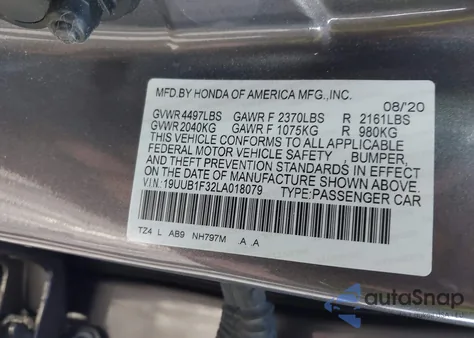 MFD.BY HONDA OF AMERICA MFG.,INC. 08/'20
GVWR 4497LBS GAWR F 2370LBS R 2161LBS
GVWR 2040KG GAWR F 1075KG R 980KG
THIS VEHICLE CONFORMS TO ALL APPLICABLE
FEDERAL MOTOR VEHICLE SAFETY , BUMPER,
AND THEFT PREVENTION STANDARDS IN EFFECT
ON THE DATE OF MANUFACTURE SHOWN ABOVE.
V.I.N.: 19UUB1F32LA018079 TYPE:PASSENGER CAR
TZ4 L AB9 NH797M A A
autoSnap